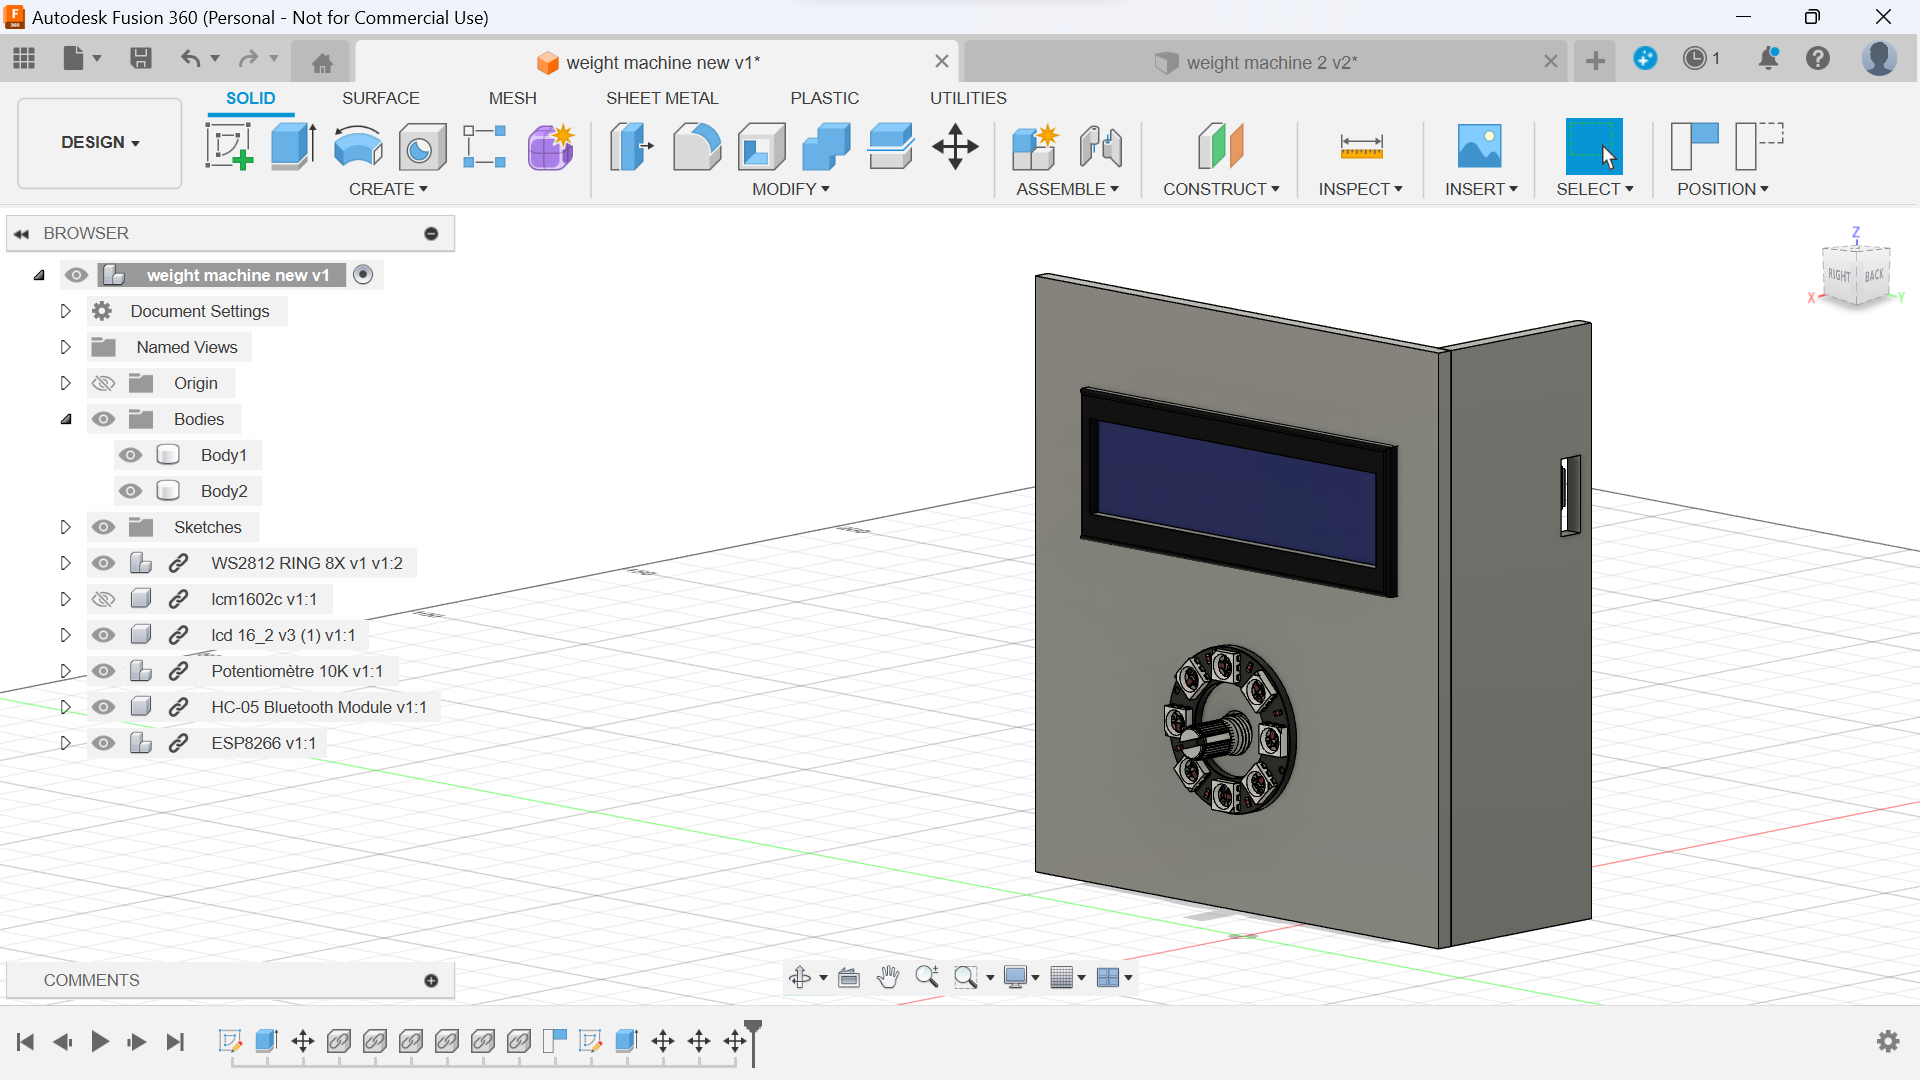 Autodesk Fusion 360 (Personal - Not for Commercial Use)
weight machine new v1*
weight machine 2 v2*
1
SOLID
SURFACE
MESH
SHEET METAL
PLASTIC
UTILITIES
DESIGN
CREATE
MODIFY
ASSEMBLE
CONSTRUCT
INSPECT
INSERT
SELECT
POSITION
BROWSER
weight machine new v1
Document Settings
Named Views
Origin
Bodies
Body1
Body2
Sketches
WS2812 RING 8X v1 v1:2
lcm1602c v1:1
lcd 16_2 v3 (1) v1:1
Potentiomètre 10K v1:1
HC-05 Bluetooth Module v1:1
ESP8266 v1:1
Z
RIGHT
BACK
X
Y
COMMENTS